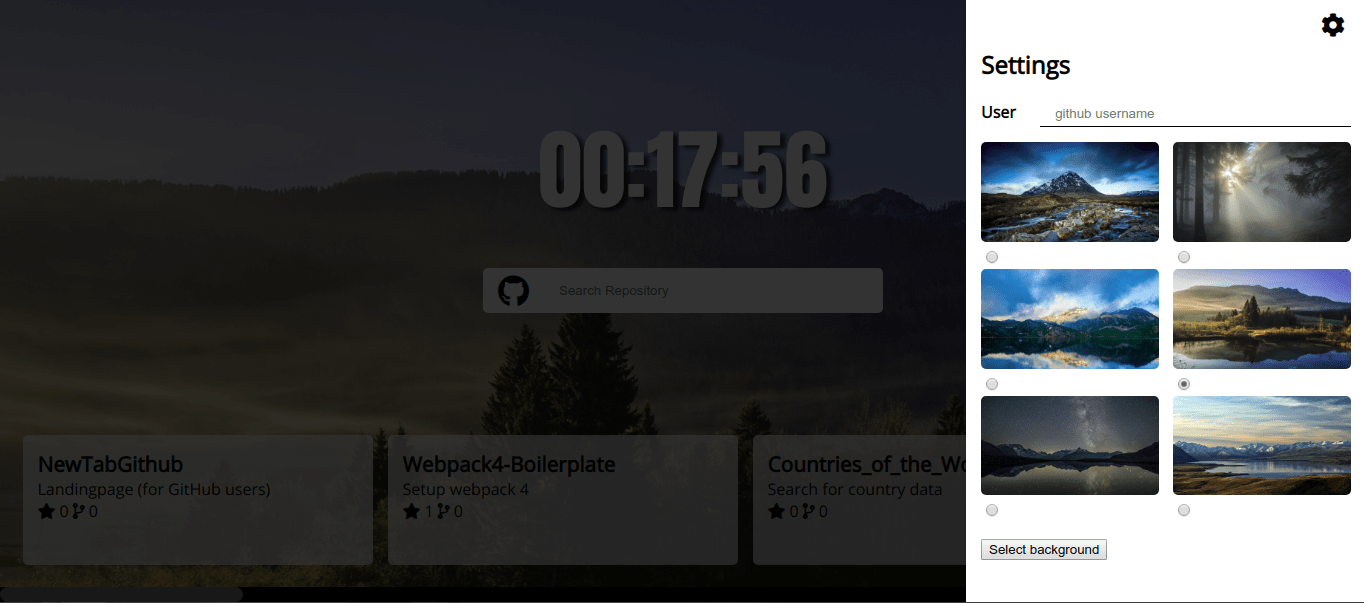 00:17:56
Search Repository
NewTabGithub
Landingpage (for GitHub users)
0 0
Webpack4-Boilerplate
Setup webpack 4
1 0
Countries_of_the_Wo
Search for country data
0 0
Settings
User github username
Select background